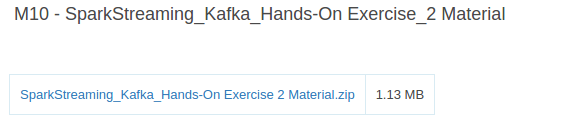 M10 - SparkStreaming_Kafka_Hands-On Exercise_2 Material
SparkStreaming_Kafka_Hands-On Exercise 2 Material.zip 1.13 MB